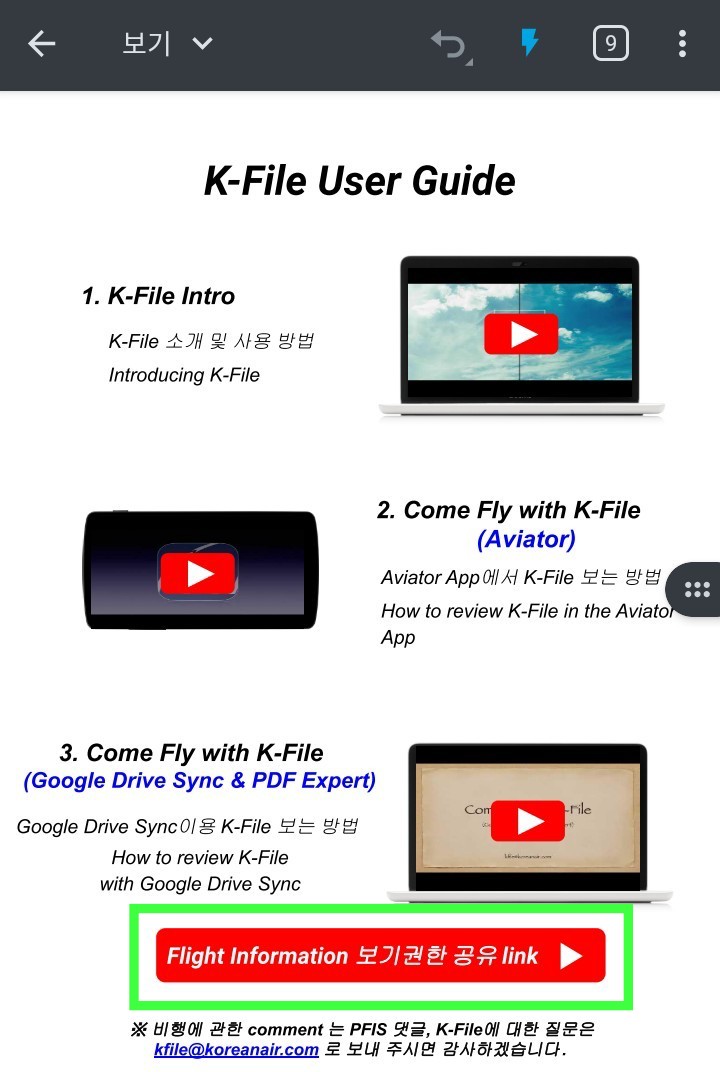 보기
9
K-File User Guide
1. K-File Intro
K-File 소개 및 사용 방법
Introducing K-File
2. Come Fly with K-File
(Aviator)
Aviator App에서 K-File 보는 방법
How to review K-File in the Aviator
App
3. Come Fly with K-File
(Google Drive Sync & PDF Expert)
Google Drive Sync이용 K-File 보는 방법
How to review K-File
with Google Drive Sync
Flight Information 보기권한 공유 link
※ 비행에 관한 comment 는 PFIS 댓글, K-File에 대한 질문은
kfile@koreanair.com 로 보내 주시면 감사하겠습니다.